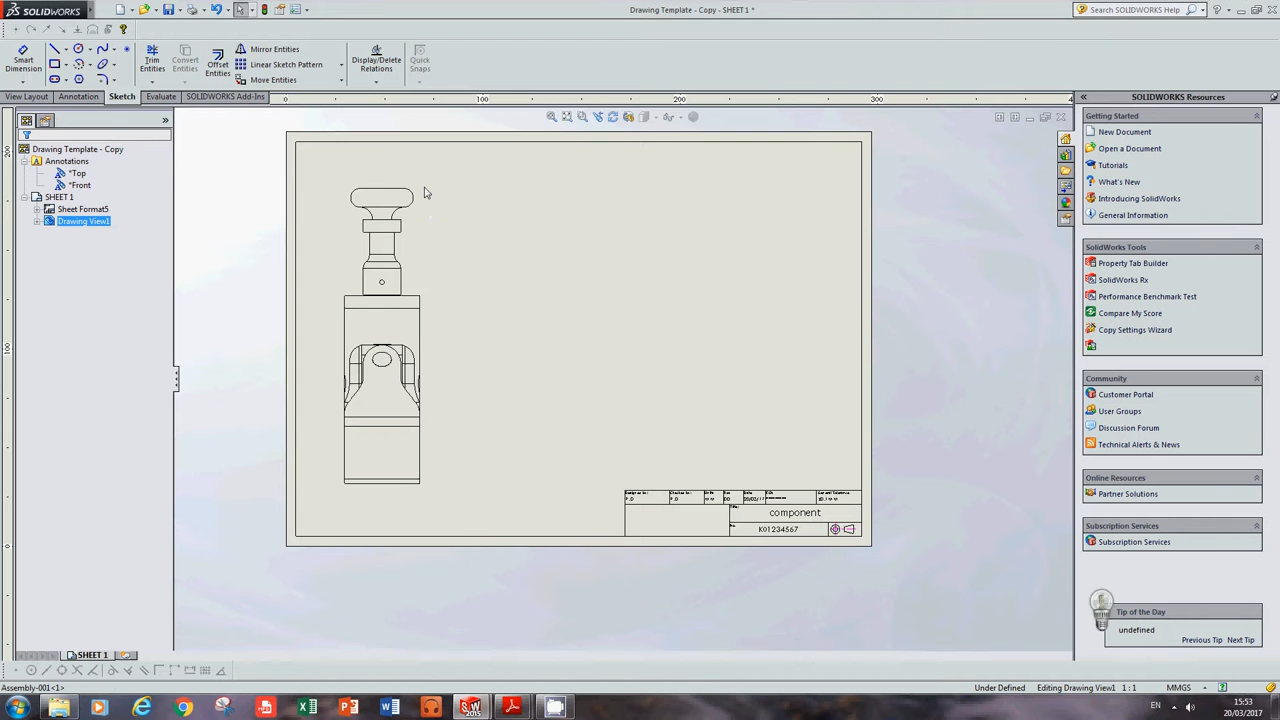 SOLIDWORKS
Drawing Template - Copy - SHEET 1 *
Search SOLIDWORKS Help
Smart Dimension
Trim Entities
Convert Entities
Offset Entities
Mirror Entities
Linear Sketch Pattern
Move Entities
Display/Delete Relations
Quick Snaps
View Layout
Annotation
Sketch
Evaluate
SOLIDWORKS Add-Ins
0
100
200
300
200
100
0
Drawing Template - Copy
Annotations
*Top
*Front
SHEET 1
Sheet Format5
Drawing View1
component
K01234567
SOLIDWORKS Resources
Getting Started
New Document
Open a Document
Tutorials
What's New
Introducing SolidWorks
General Information
SolidWorks Tools
Property Tab Builder
SolidWorks Rx
Performance Benchmark Test
Compare My Score
Copy Settings Wizard
Community
Customer Portal
User Groups
Discussion Forum
Technical Alerts & News
Online Resources
Partner Solutions
Subscription Services
Subscription Services
Tip of the Day
undefined
Previous Tip Next Tip
SHEET 1
Assembly-001<1>
Under Defined
Editing Drawing View1
1 : 1
MMGS
EN
15:53
20/03/2017